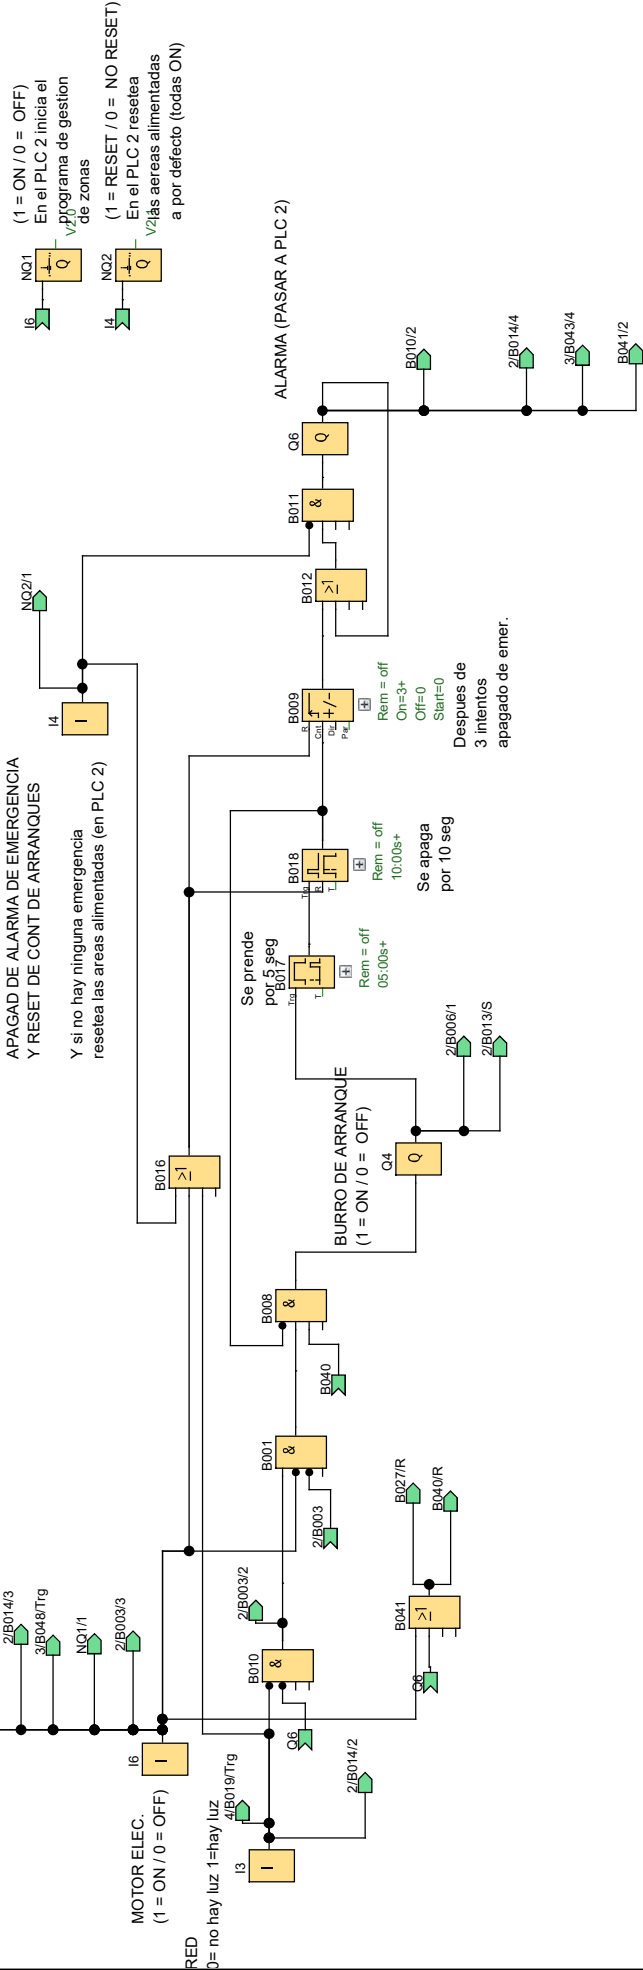 (1 = ON / 0 = OFF)
En el PLC 2 inicia el
programa de gestion
de zonas
NQ1
Q
V2.0
I6
(1 = RESET / 0 = NO RESET)
En el PLC 2 resetea
las aereas alimentadas
a por defecto (todas ON)
NQ2
Q
I4
ALARMA (PASAR A PLC 2)
B010/2
2/B014/4
3/B043/4
B041/2
Q6
Q
B011
&
B012
≥1
NQ2/1
I4
I
APAGAD DE ALARMA DE EMERGENCIA
Y RESET DE CONT DE ARRANQUES
Y si no hay ninguna emergencia
resetea las areas alimentadas (en PLC 2)
B009
+/-
R
Cnt
Dir
Par
Rem = off
On=3+
Off=0
Start=0
Despues de
3 intentos
apagado de emer.
B018
Trg
R
T
Rem = off
10:00s+
Se apaga
por 10 seg
Se prende
por 5 seg
B017
Trg
T
Rem = off
05:00s+
B016
≥1
BURRO DE ARRANQUE
(1 = ON / 0 = OFF)
Q4
Q
2/B006/1
2/B013/S
B008
&
B040
B001
&
2/B003
B027/R
B040/R
B041
≥1
Q6
2/B003/2
B010
&
Q6
2/B014/3
3/B048/Trg
NQ1/1
2/B003/3
I6
I
MOTOR ELEC.
(1 = ON / 0 = OFF)
4/B019/Trg
2/B014/2
I3
I
RED
0= no hay luz 1=hay luz